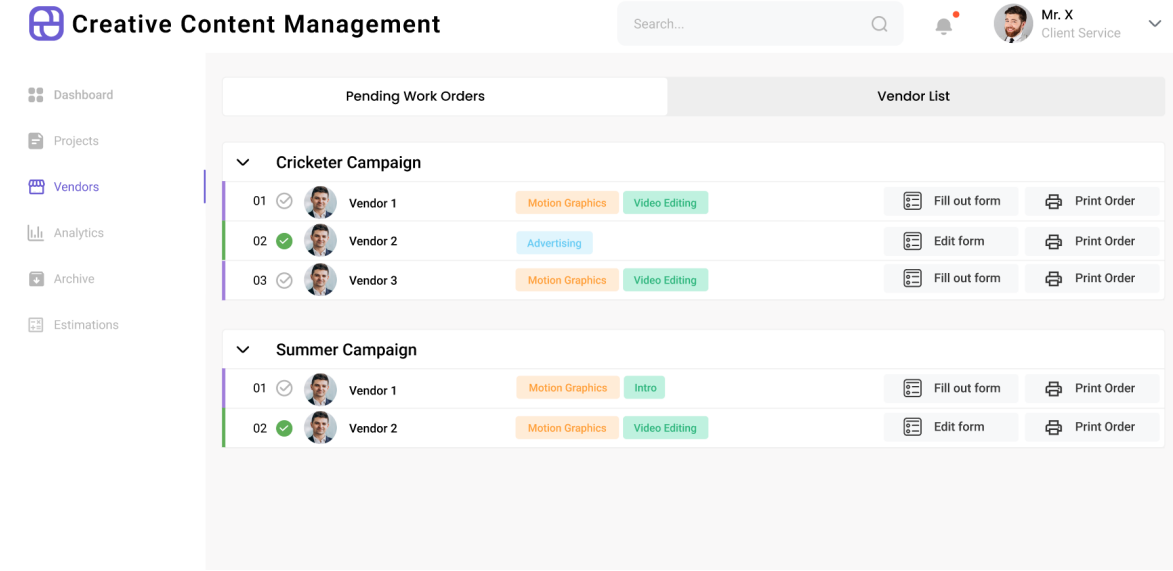 Creative Content Management
Search...
Mr. X
Client Service
Dashboard
Projects
Vendors
Analytics
Archive
Estimations
Pending Work Orders Vendor List
Cricketer Campaign
01 Vendor 1 Motion Graphics Video Editing Fill out form Print Order
02 Vendor 2 Advertising Edit form Print Order
03 Vendor 3 Motion Graphics Video Editing Fill out form Print Order
Summer Campaign
01 Vendor 1 Motion Graphics Intro Fill out form Print Order
02 Vendor 2 Motion Graphics Video Editing Edit form Print Order